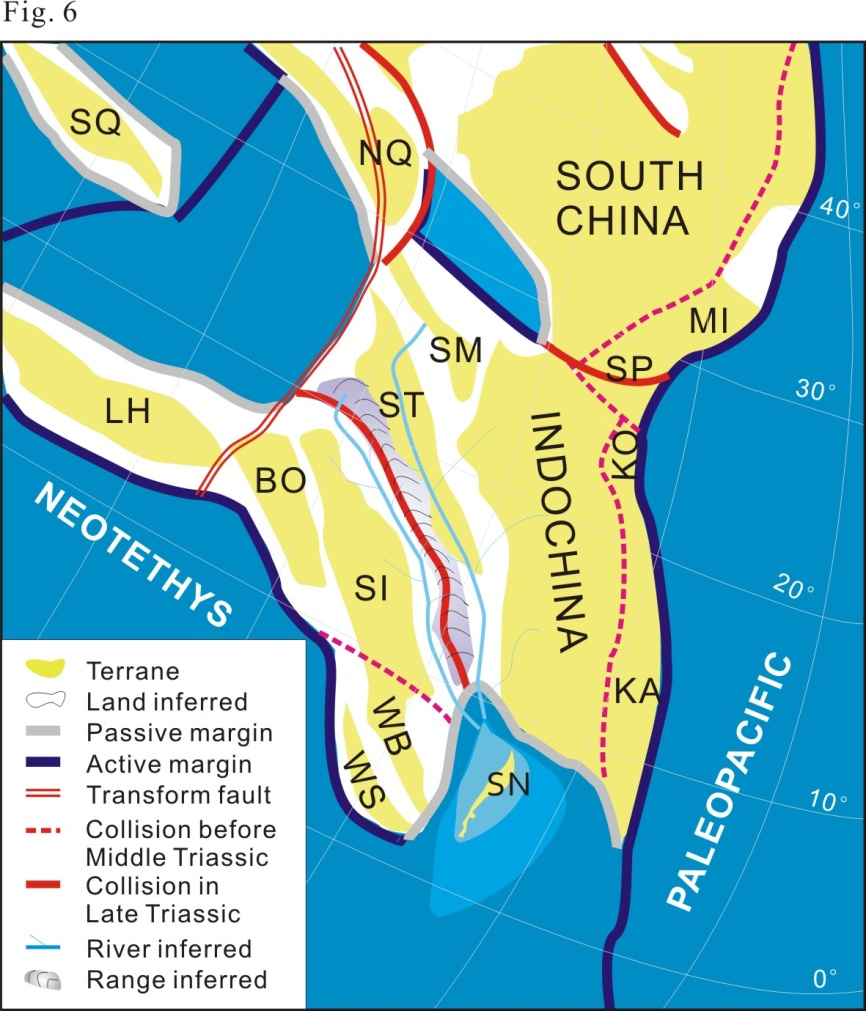 Fig. 6
SQ
NQ
SOUTH
CHINA
40°
MI
SM
SP
30°
ST
LH
INDOCHINA
KO
BO
NEOTETHYS
SI
20°
Terrane
Land inferred
Passive margin
Active margin
Transform fault
Collision before
Middle Triassic
Collision in
Late Triassic
River inferred
Range inferred
KA
WB
WS
SN
PALEOPACIFIC
10°
0°